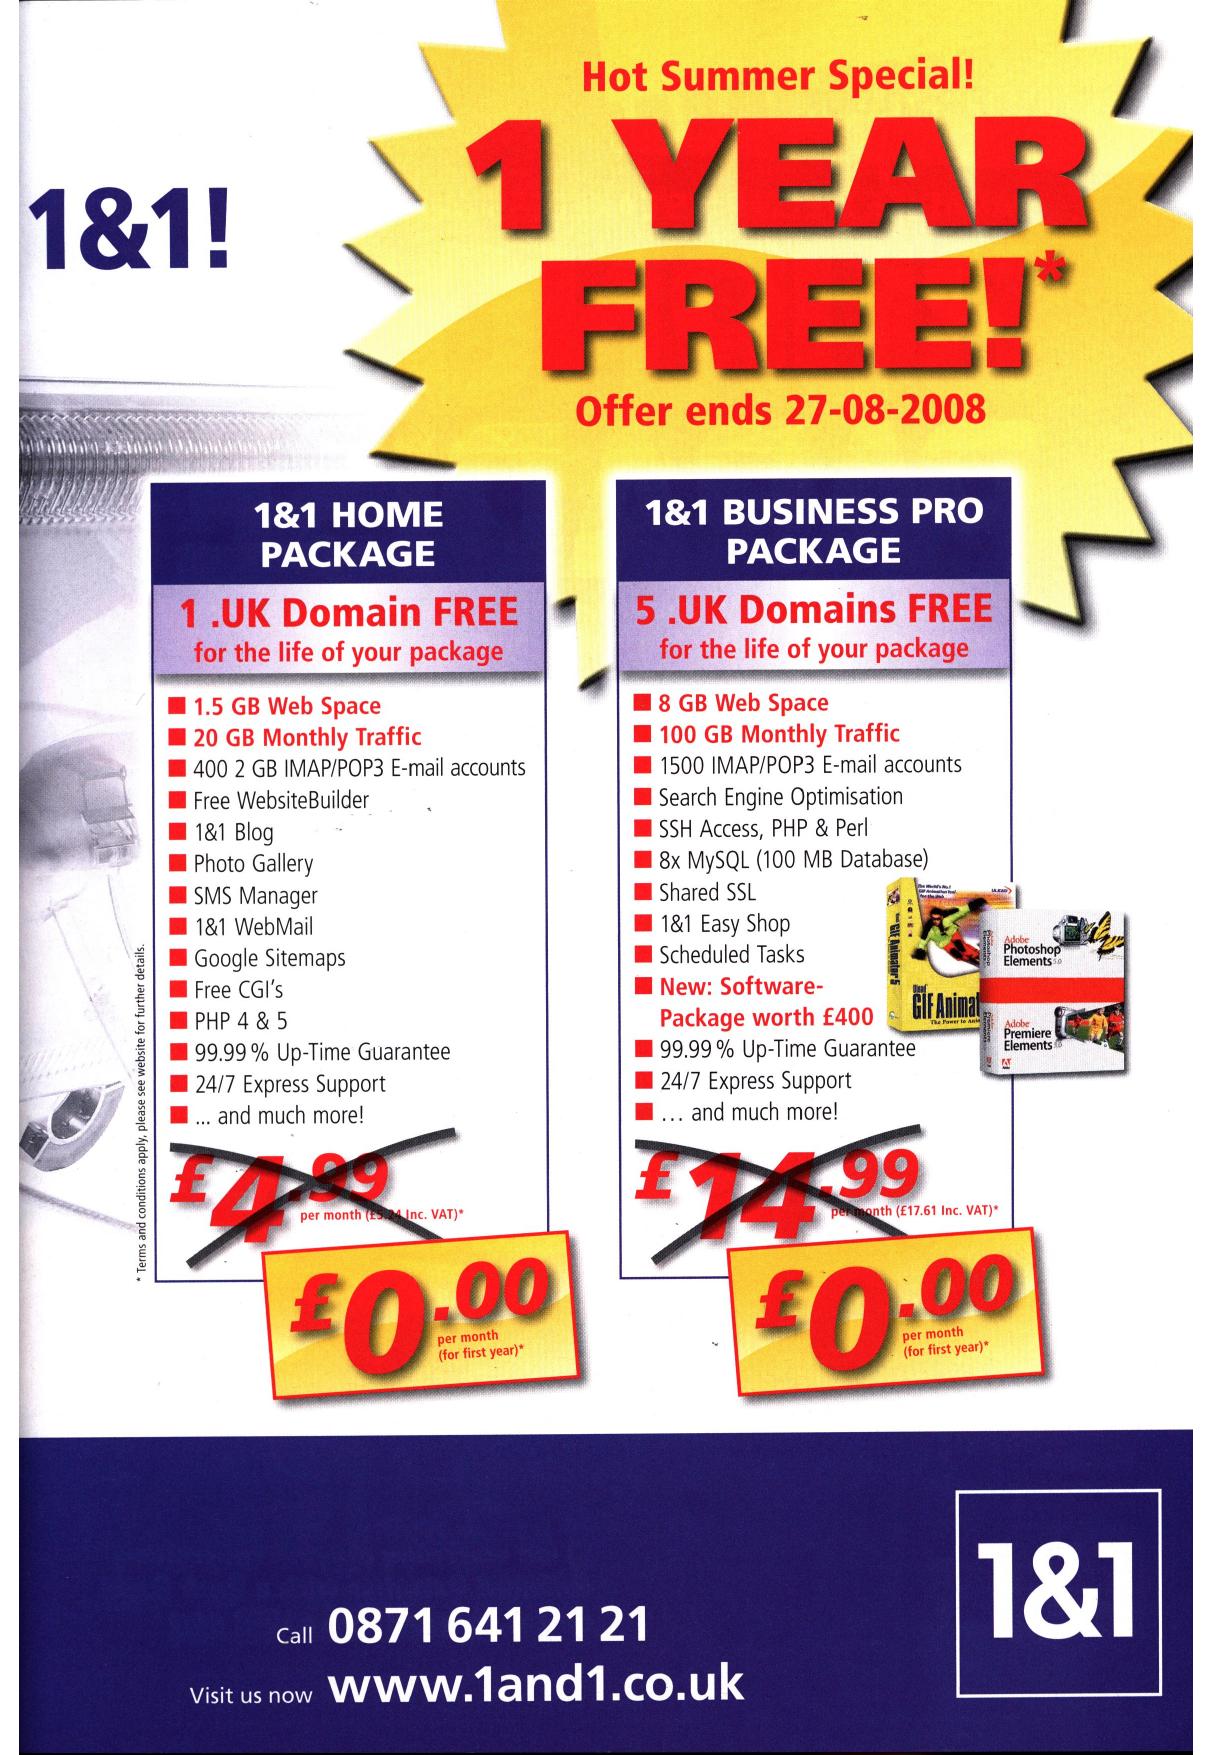 1&1!
Hot Summer Special!
1 YEAR
FREE!*
Offer ends 27-08-2008
1&1 HOME
PACKAGE
1 .UK Domain FREE
for the life of your package
1.5 GB Web Space
20 GB Monthly Traffic
400 2 GB IMAP/POP3 E-mail accounts
Free WebsiteBuilder
1&1 Blog
Photo Gallery
SMS Manager
1&1 WebMail
Google Sitemaps
Free CGI's
PHP 4 & 5
99.99 % Up-Time Guarantee
24/7 Express Support
... and much more!
£4.99
per month Inc. VAT)*
£0.00
per month
(for first year)*
* Terms and conditions apply, please see website for further details.
1&1 BUSINESS PRO
PACKAGE
5 .UK Domains FREE
for the life of your package
8 GB Web Space
100 GB Monthly Traffic
1500 IMAP/POP3 E-mail accounts
Search Engine Optimisation
SSH Access, PHP & Perl
8x MySQL (100 MB Database)
Shared SSL
1&1 Easy Shop
Scheduled Tasks
New: Software-
Package worth £400
99.99 % Up-Time Guarantee
24/7 Express Support
... and much more!
£14.99
per month (£17.61 Inc. VAT)*
£0.00
per month
(for first year)*
Adobe
Photoshop
Elements
Adobe
Premiere
Elements
Call 0871 641 21 21
Visit us now www.1and1.co.uk
1&1